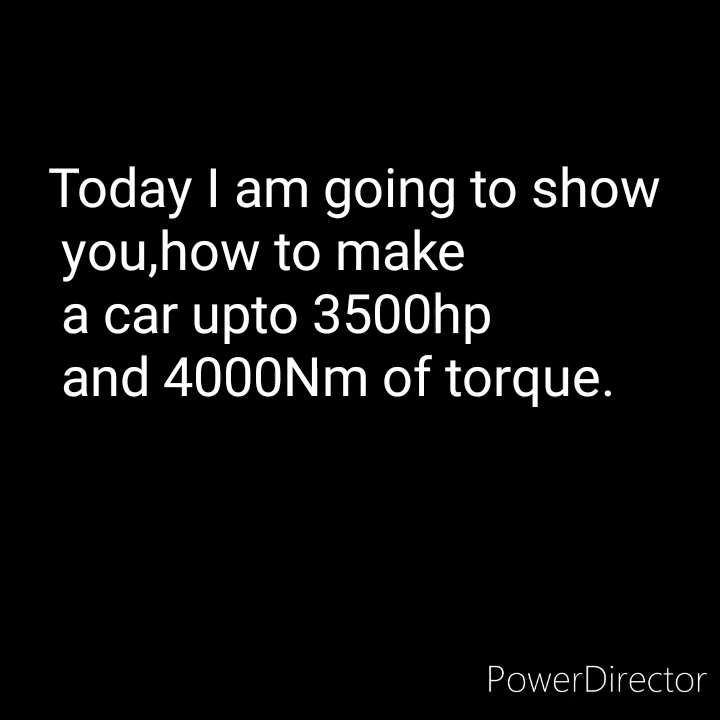 Today I am going to show
you,how to make
a car upto 3500hp
and 4000Nm of torque.
PowerDirector